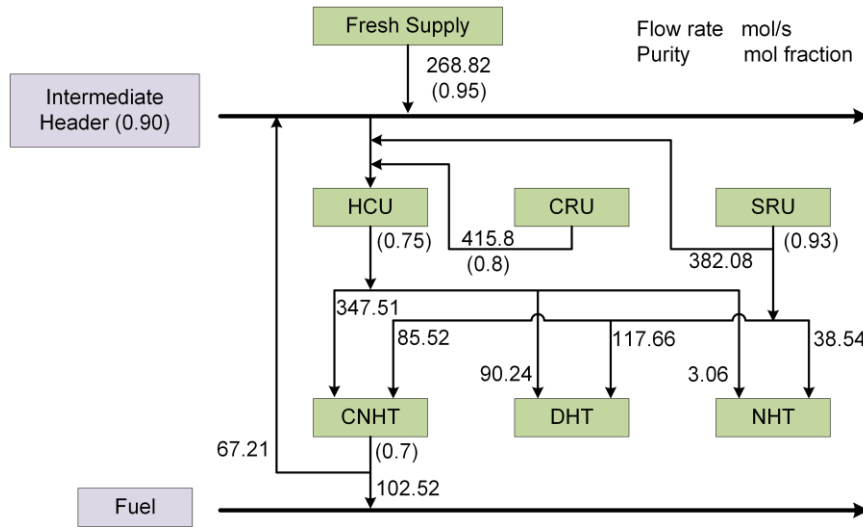 Fresh Supply
Flow rate mol/s
Purity mol fraction
268.82
(0.95)
Intermediate
Header (0.90)
HCU
CRU
SRU
(0.75)
415.8
(0.8)
(0.93)
382.08
347.51
85.52
117.66
38.54
90.24
3.06
CNHT
DHT
NHT
67.21
(0.7)
102.52
Fuel